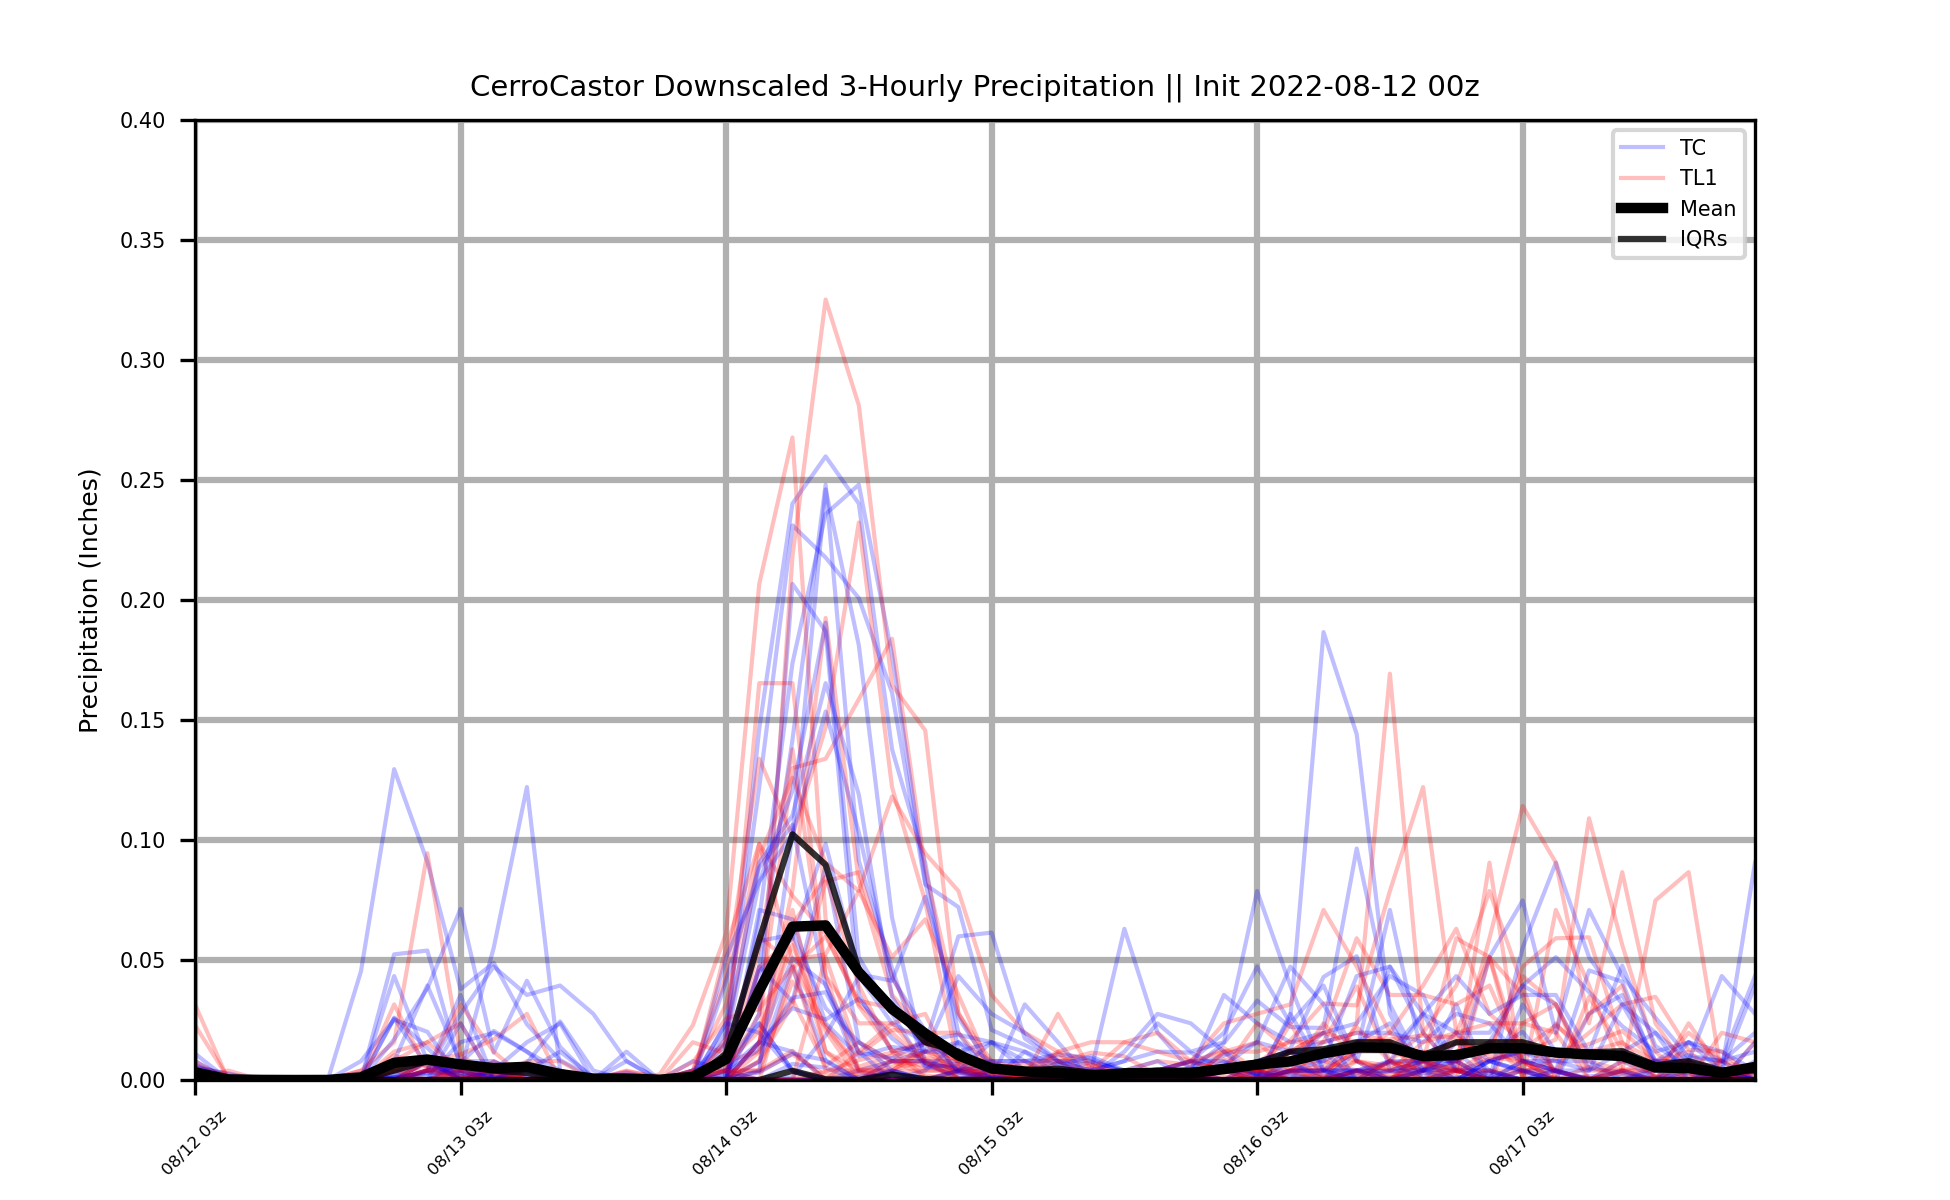 CerroCastor Downscaled 3-Hourly Precipitation || Init 2022-08-12 00z
TC
TL1
Mean
IQRs
Precipitation (Inches)
0.40
0.35
0.30
0.25
0.20
0.15
0.10
0.05
0.00
08/12 03z
08/13 03z
08/14 03z
08/15 03z
08/16 03z
08/17 03z